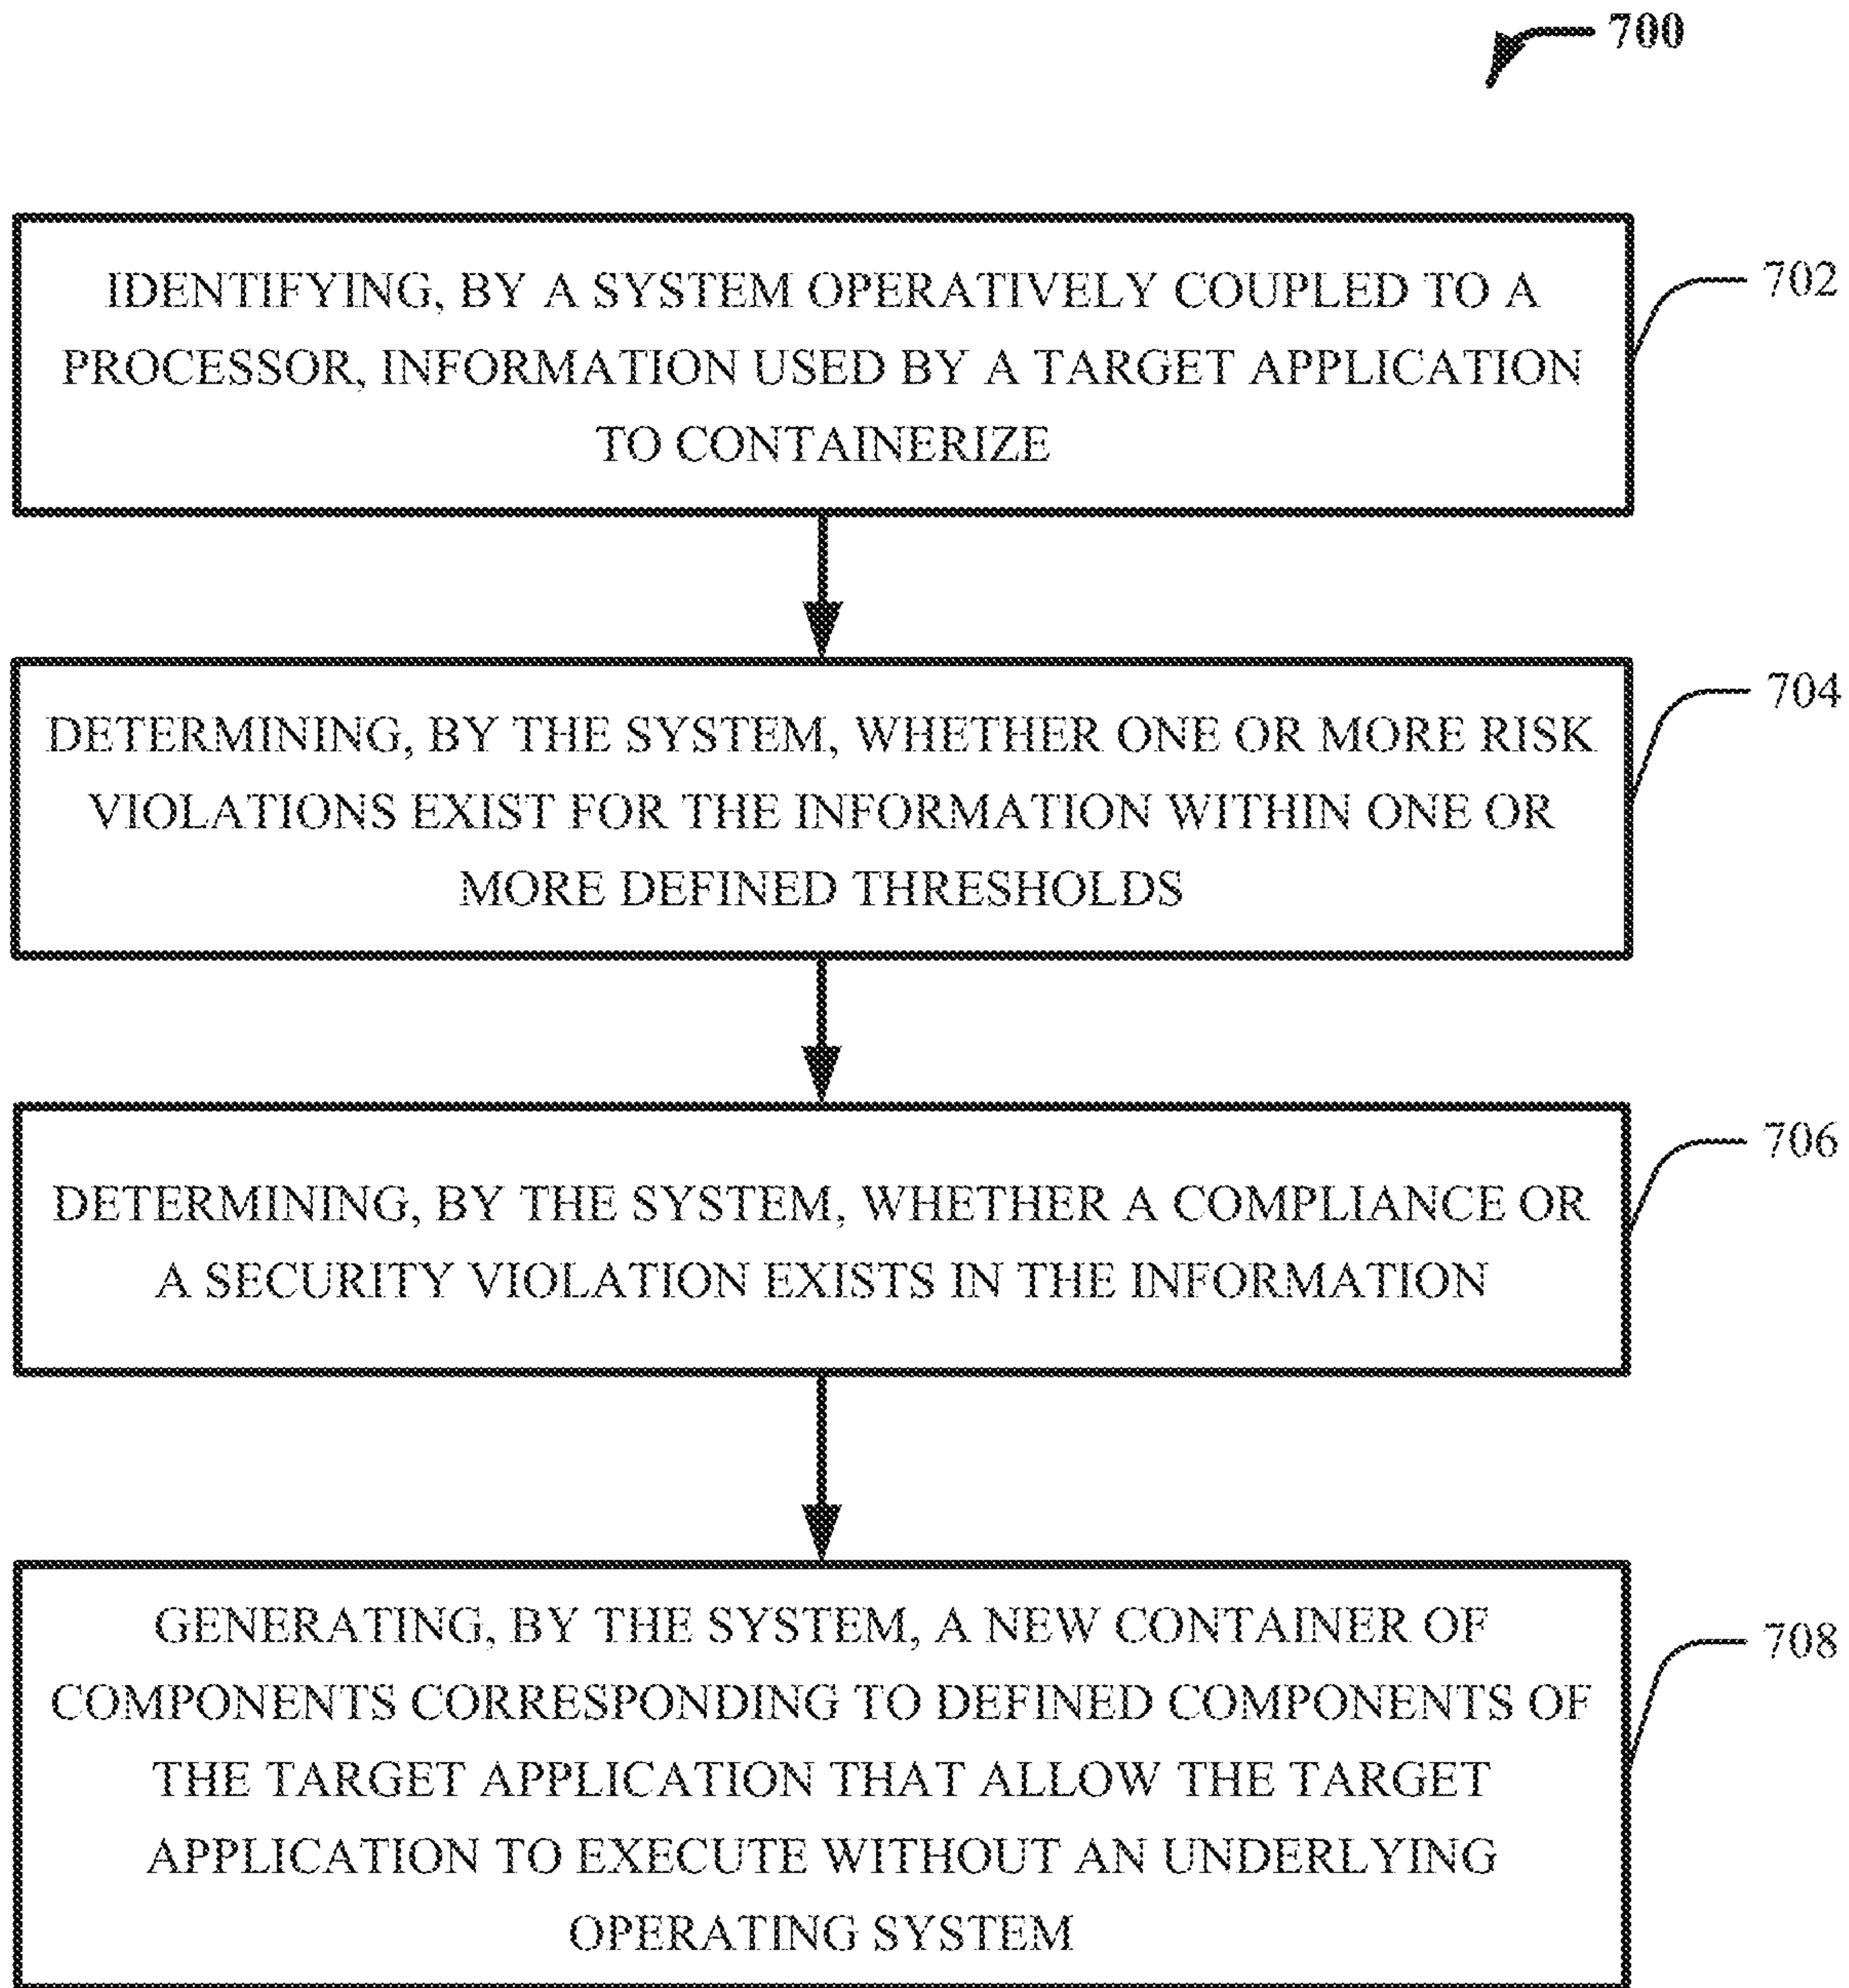 700
IDENTIFYING, BY A SYSTEM OPERATIVELY COUPLED TO A
PROCESSOR, INFORMATION USED BY A TARGET APPLICATION
TO CONTAINERIZE
702
DETERMINING, BY THE SYSTEM, WHETHER ONE OR MORE RISK
VIOLATIONS EXIST FOR THE INFORMATION WITHIN ONE OR
MORE DEFINED THRESHOLDS
704
DETERMINING, BY THE SYSTEM, WHETHER A COMPLIANCE OR
A SECURITY VIOLATION EXISTS IN THE INFORMATION
706
GENERATING, BY THE SYSTEM, A NEW CONTAINER OF
COMPONENTS CORRESPONDING TO DEFINED COMPONENTS OF
THE TARGET APPLICATION THAT ALLOW THE TARGET
APPLICATION TO EXECUTE WITHOUT AN UNDERLYING
OPERATING SYSTEM
708